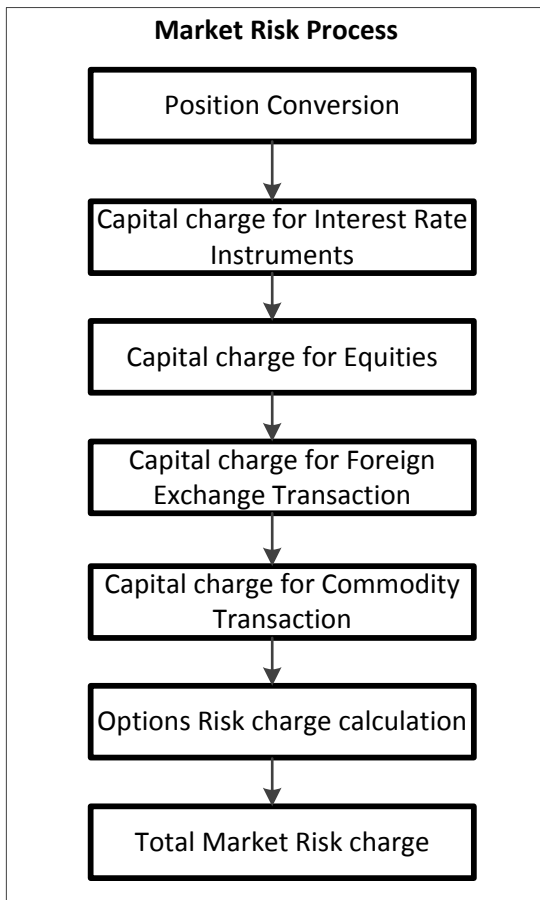 Market Risk Process
Position Conversion
Capital charge for Interest Rate
Instruments
Capital charge for Equities
Capital charge for Foreign
Exchange Transaction
Capital charge for Commodity
Transaction
Options Risk charge calculation
Total Market Risk charge